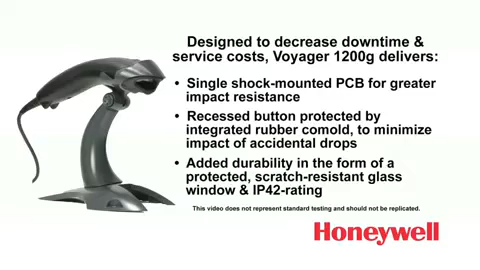 Designed to decrease downtime &
service costs, Voyager 1200g delivers:
• Single shock-mounted PCB for greater
impact resistance
• Recessed button protected by
integrated rubber comold, to minimize
impact of accidental drops
• Added durability in the form of a
protected, scratch-resistant glass
window & IP42-rating
This video does not represent standard testing and should not be replicated.
Honeywell